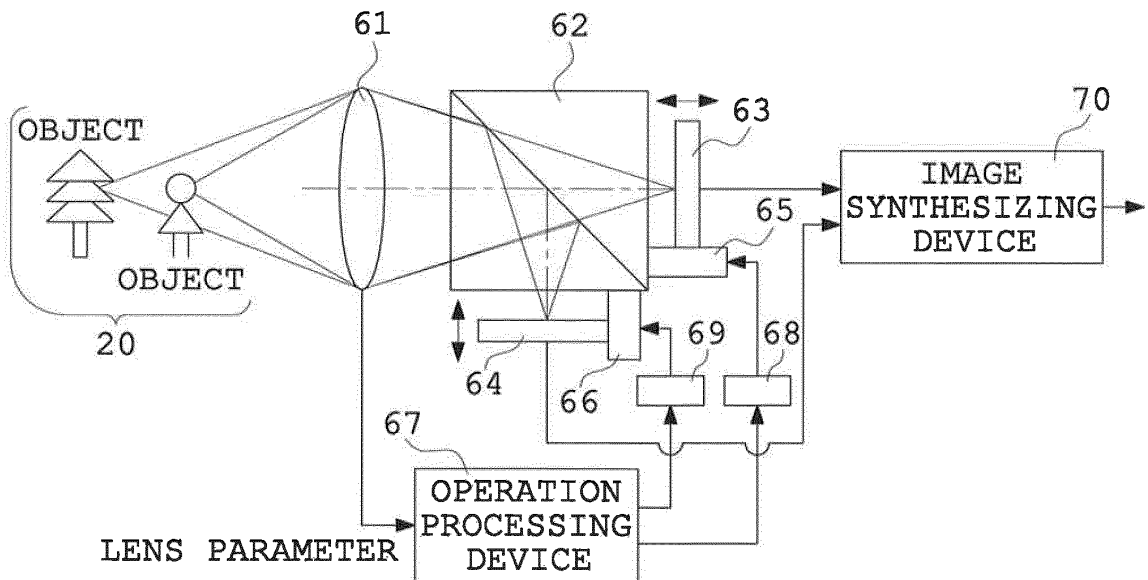 61
62
63
70
OBJECT
OBJECT
20
IMAGE
SYNTHESIZING
DEVICE
65
64
66
69
68
67
OPERATION
PROCESSING
DEVICE
LENS PARAMETER